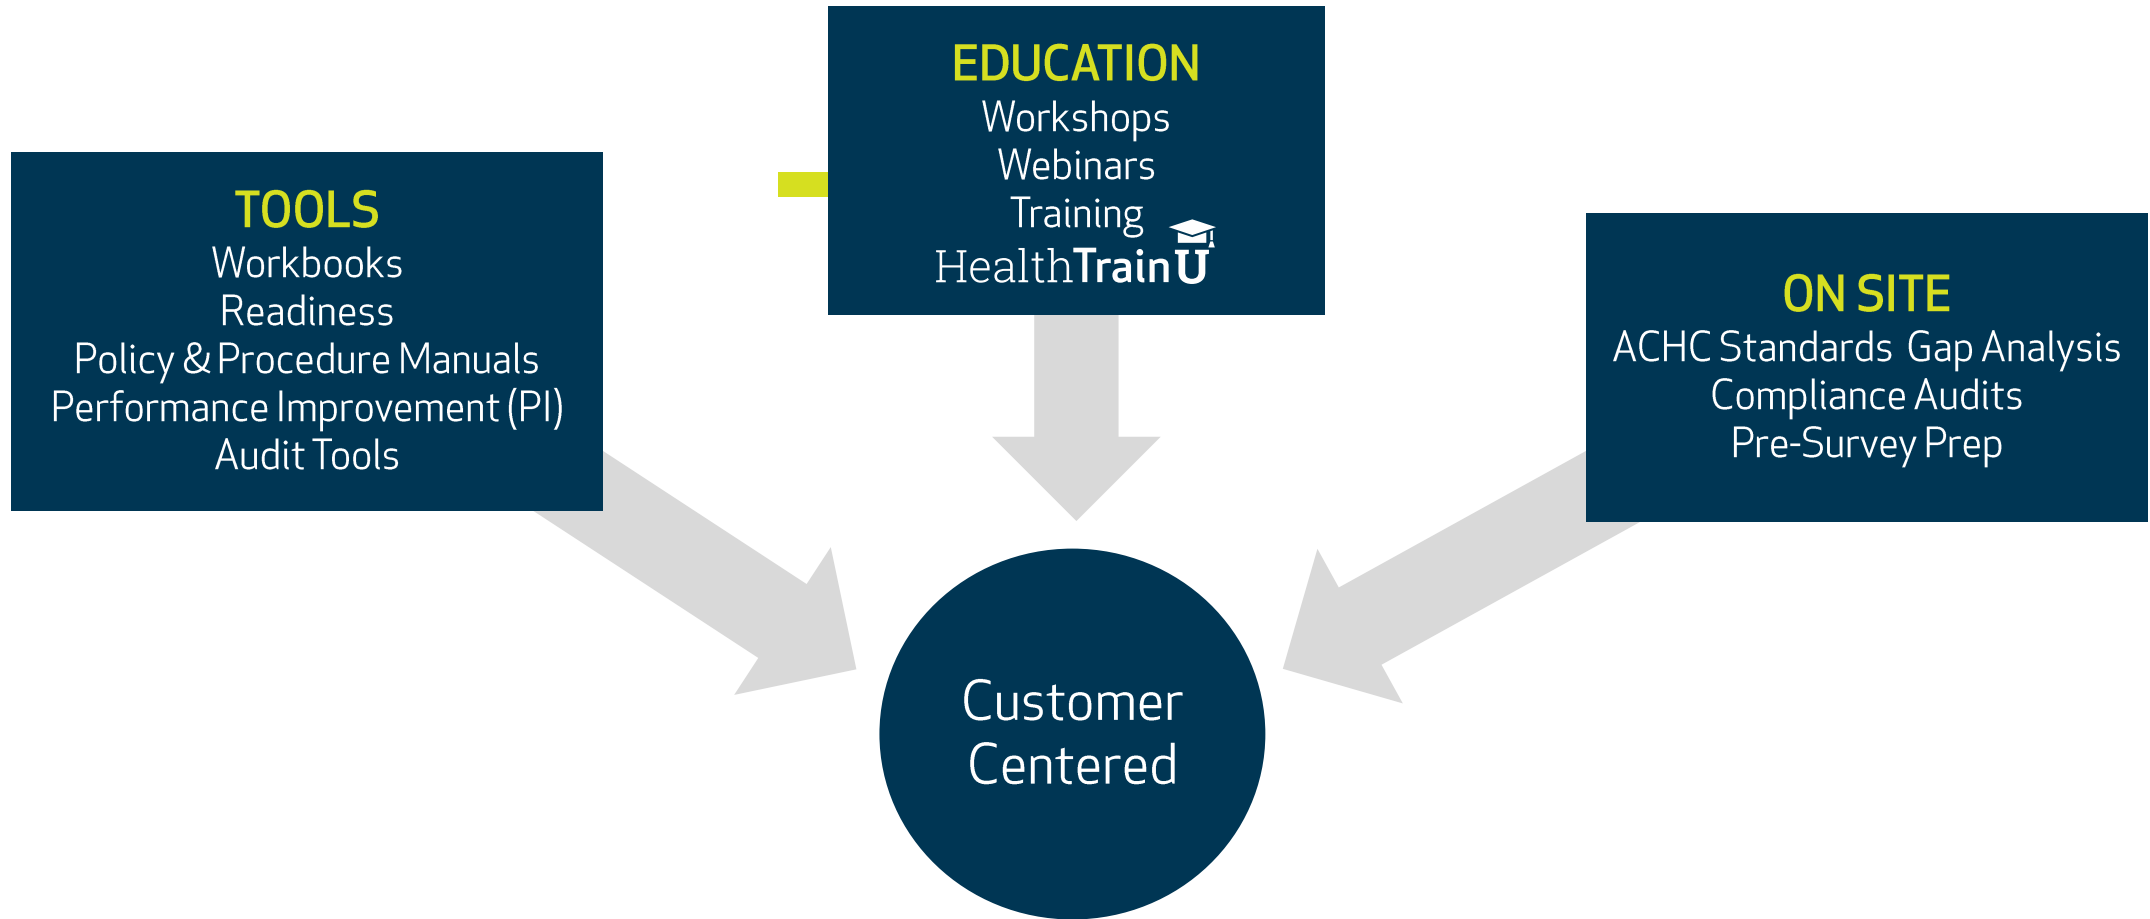 TOOLS
Workbooks
Readiness
Policy & Procedure Manuals
Performance Improvement (PI)
Audit Tools
EDUCATION
Workshops
Webinars
Training
HealthTrainU
ON SITE
ACHC Standards Gap Analysis
Compliance Audits
Pre-Survey Prep
Customer
Centered